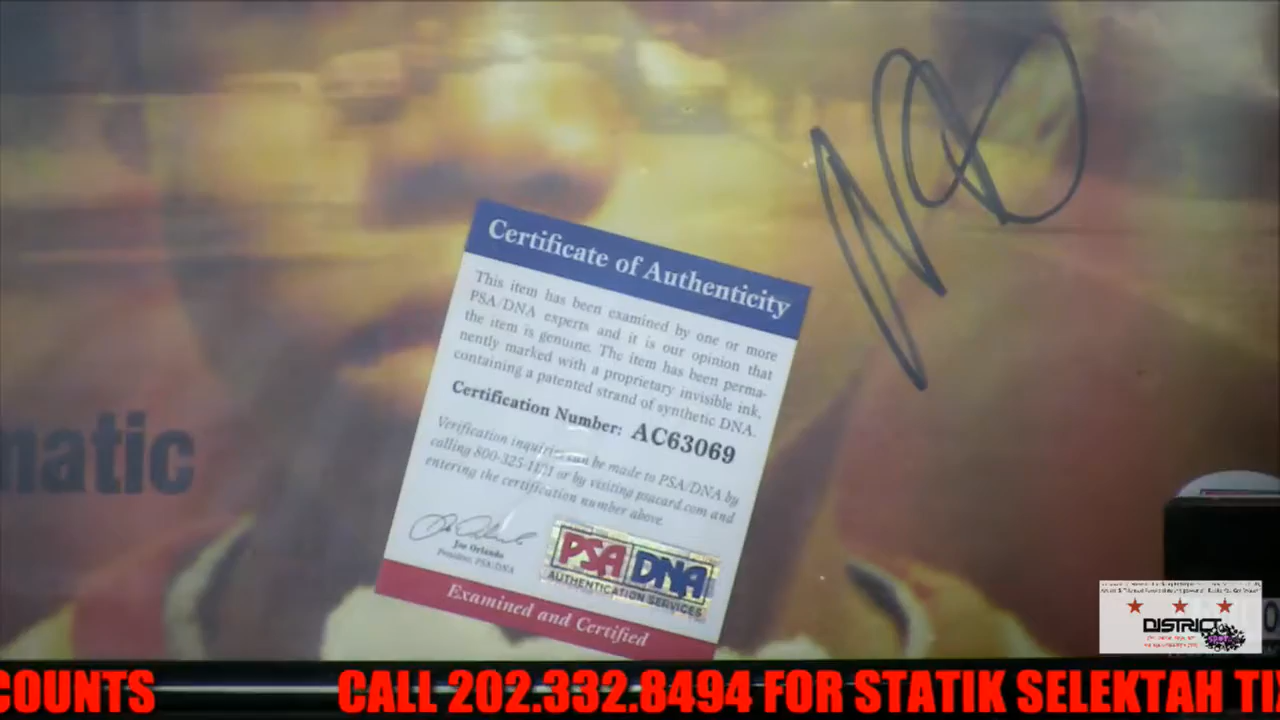 Certificate of Authenticity
This item has been examined by one or more
PSA/DNA experts and it is our opinion that
the item is genuine. The item has been perma-
nently marked with a proprietary invisible ink,
containing a patented strand of synthetic DNA.
Certification Number: AC63069
Verification inquiries can be made to PSA/DNA by
calling 800-325-1121 or by visiting psacard.com and
entering the certification number above.
matic
Joe Orlando
President, PSA/DNA
PSA DNA
AUTHENTICATION SERVICES
Examined and Certified
DISTRICT
COUNTS CALL 202.332.8494 FOR STATIK SELEKTAH TI